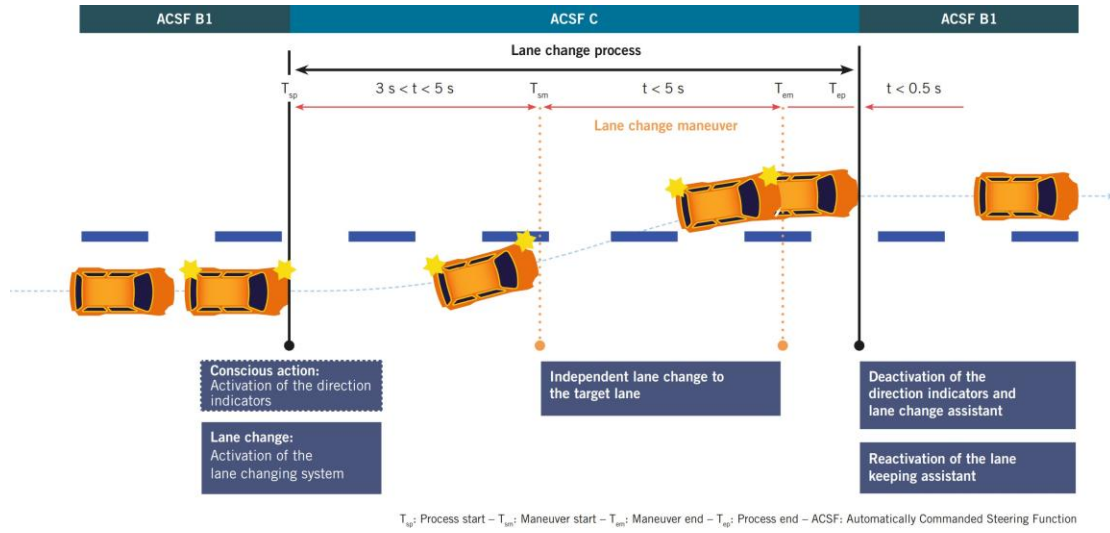 ACSF B1
ACSF C
ACSF B1
Lane change process
Tsp
3 s < t < 5 s
Tsm
t < 5 s
Tem
Tep
t < 0.5 s
Lane change maneuver
Conscious action:
Activation of the direction
indicators
Lane change:
Activation of the
lane changing system
Independent lane change to
the target lane
Deactivation of the
direction indicators and
lane change assistant
Reactivation of the lane
keeping assistant
Tsp: Process start – Tsm: Maneuver start – Tem: Maneuver end – Tep: Process end – ACSF: Automatically Commanded Steering Function